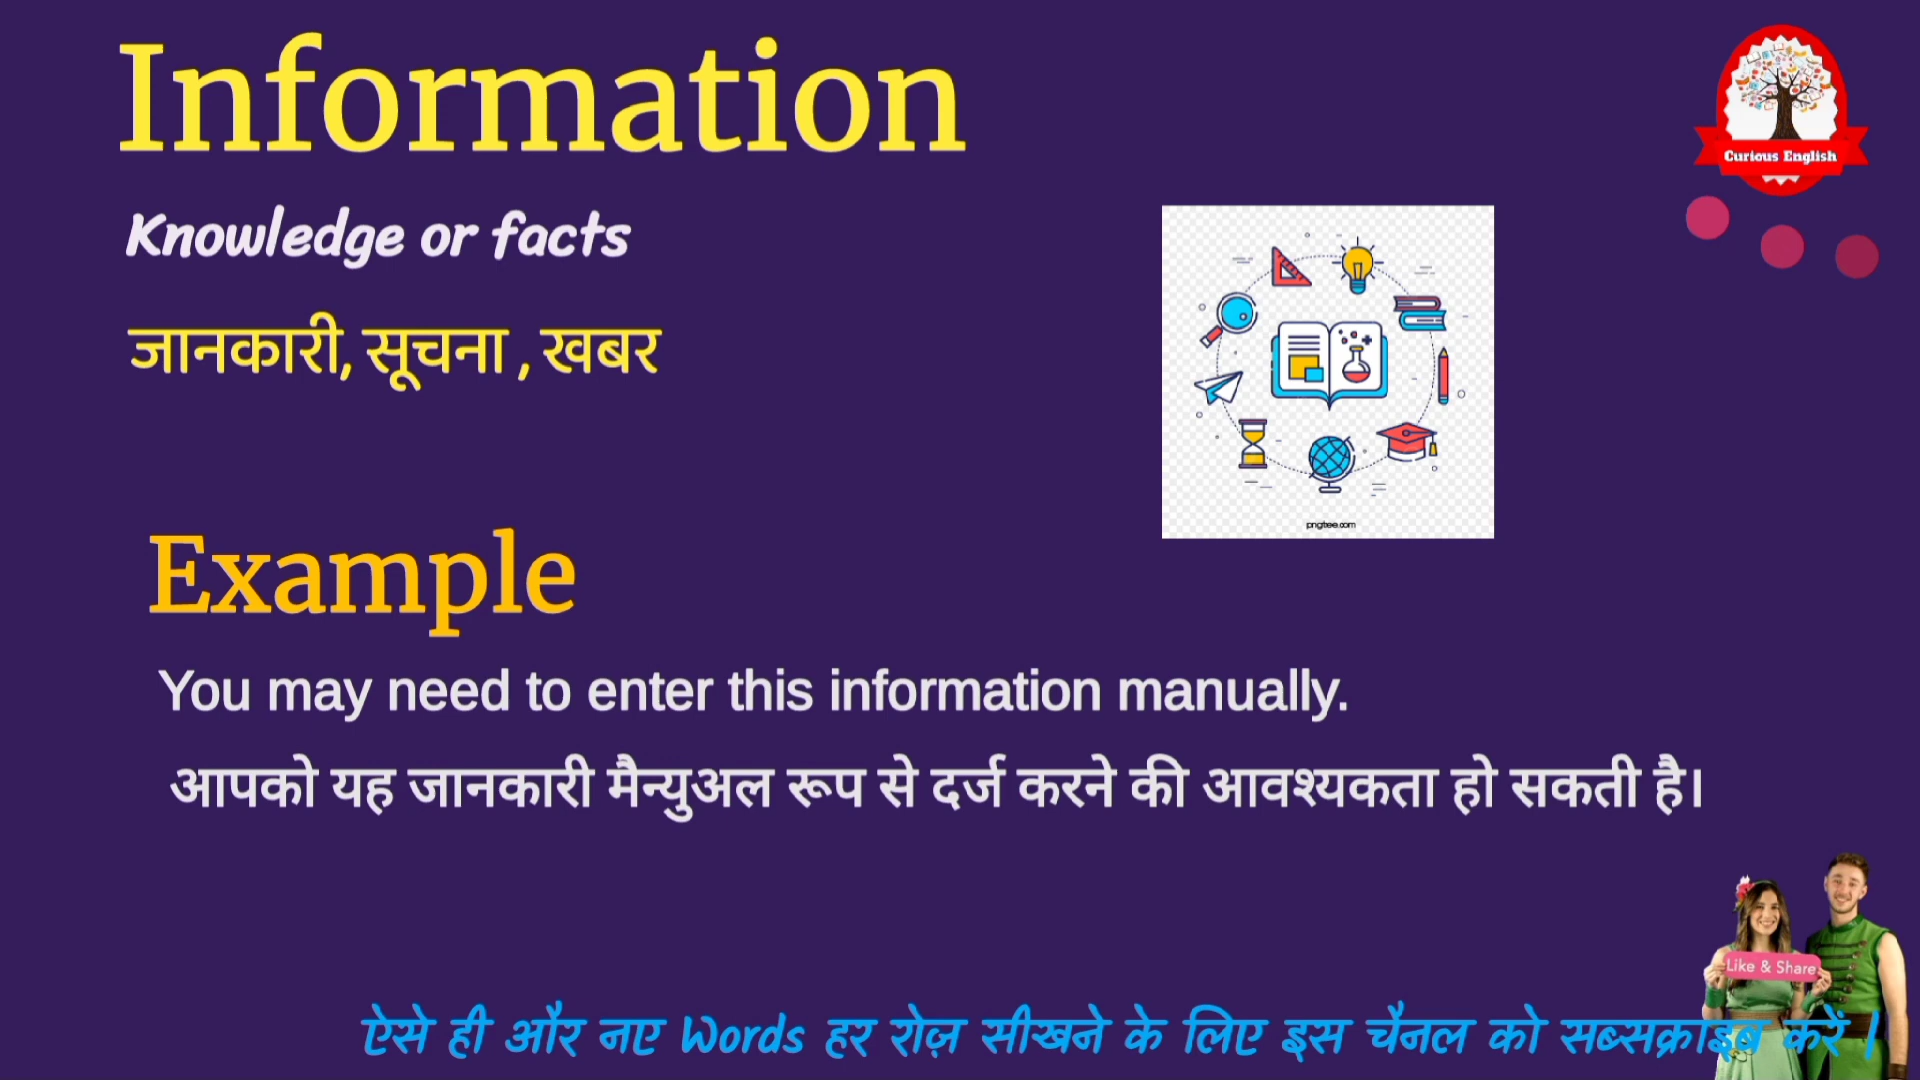 Information
Curious English
Knowledge or facts
जानकारी, सूचना , खबर
pngtree.com
Example
You may need to enter this information manually.
आपको यह जानकारी मैन्युअल रूप से दर्ज करने की आवश्यकता हो सकती है।
Like & Share
ऐसे ही और नए Words हर रोज़ सीखने के लिए इस चैनल को सब्सक्राइब करें |